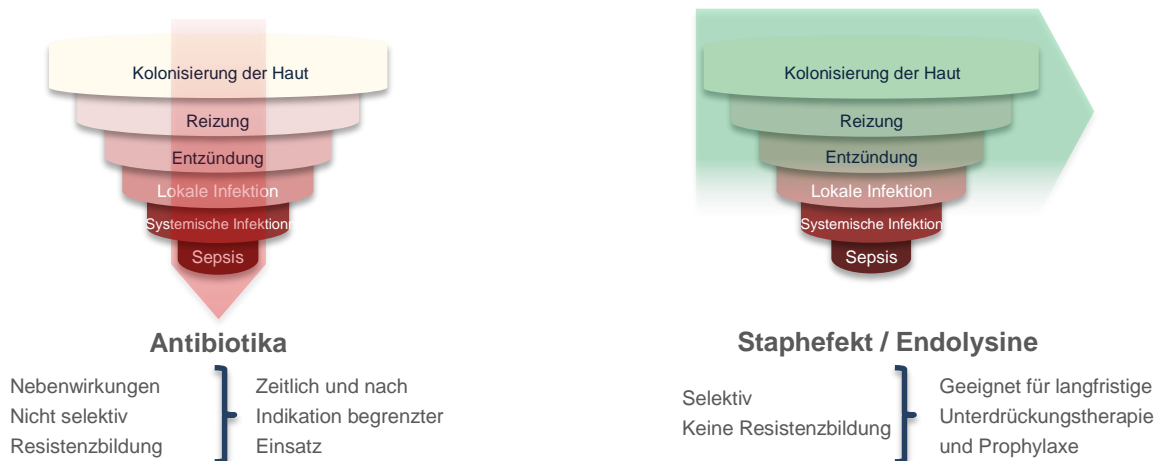 Kolonisierung der Haut
Reizung
Entzündung
Lokale Infektion
Systemische Infektionn
Sepsis
Antibiotika
Nebenwirkungen
Nicht selektiv
Resistenzbildung
Zeitlich und nach
Indikation begrenzter
Einsatz
Kolonisierung der Haut
Reizung
Entzündung
Lokale Infektion
Systemische Infektion
Sepsis
Staphefekt / Endolysine
Selektiv
Keine Resistenzbildung
Geeignet für langfristige
Unterdrückungstherapie
und Prophylaxe